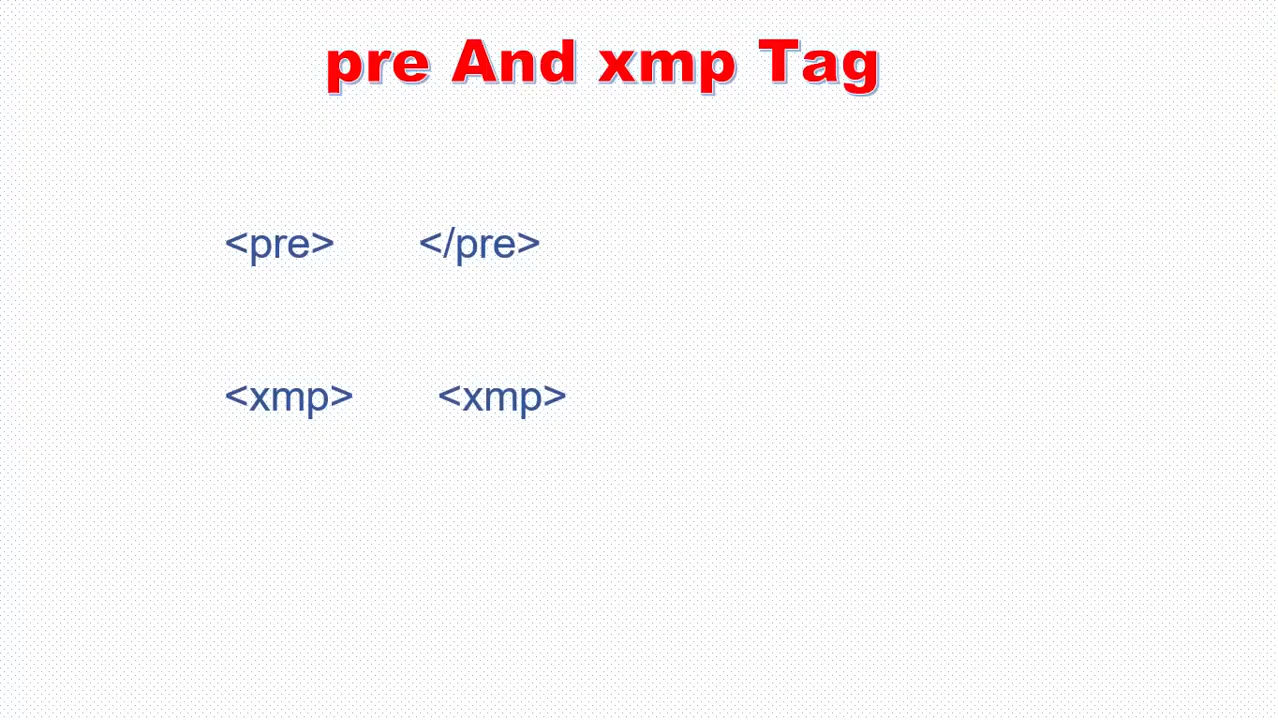 pre And xmp Tag
<pre> </pre>
<xmp> <xmp>